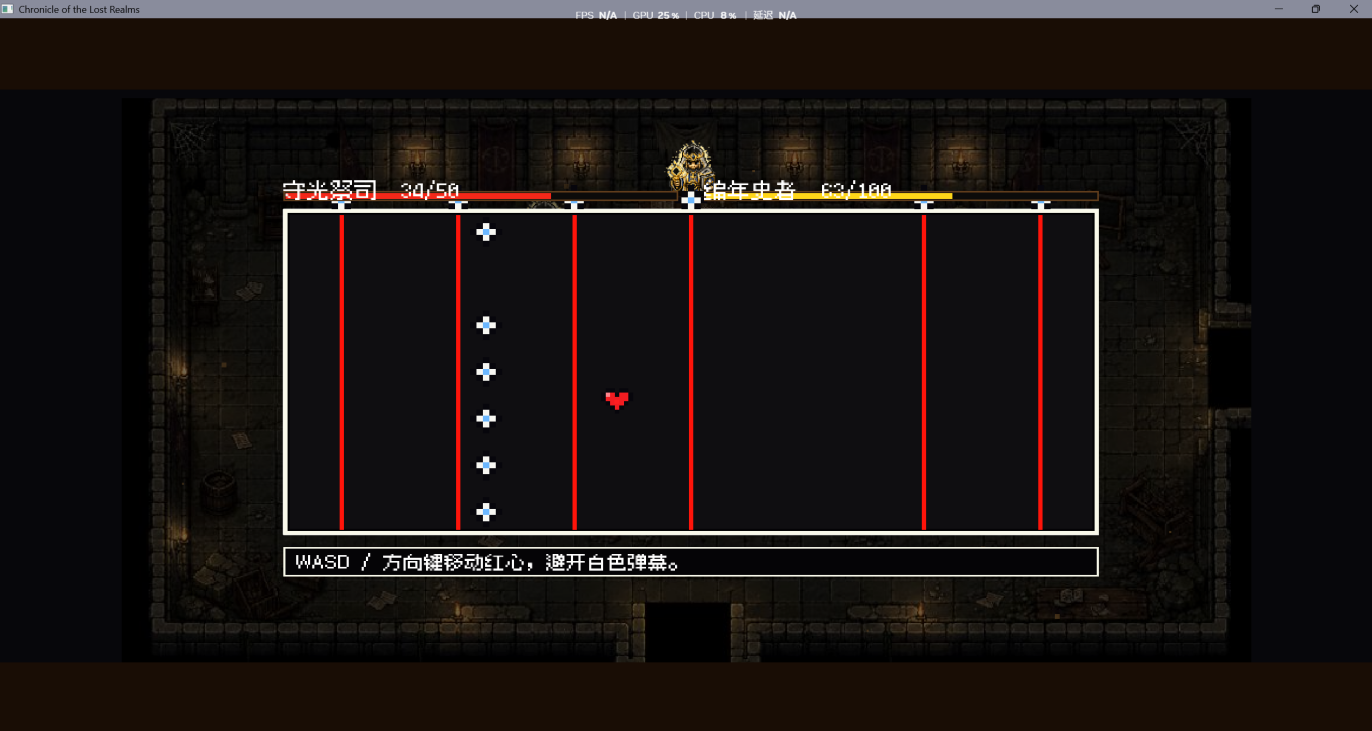 Chronicle of the Lost Realms
FPS N/A | GPU 25% | CPU 8% | 延迟 N/A
守光祭司 34/50
编年史者 63/100
WASD / 方向键移动红心，避开白色弹幕。